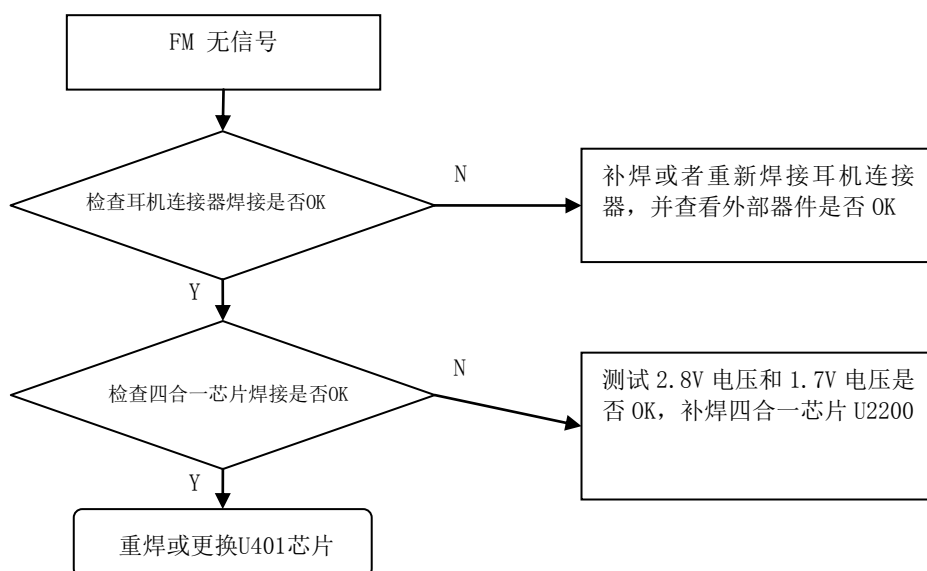 FM 无信号
检查耳机连接器焊接是否OK
N
补焊或者重新焊接耳机连接
器，并查看外部器件是否 OK
Y
检查四合一芯片焊接是否OK
N
测试 2.8V 电压和 1.7V 电压是
否 OK，补焊四合一芯片 U2200
Y
重焊或更换U401芯片